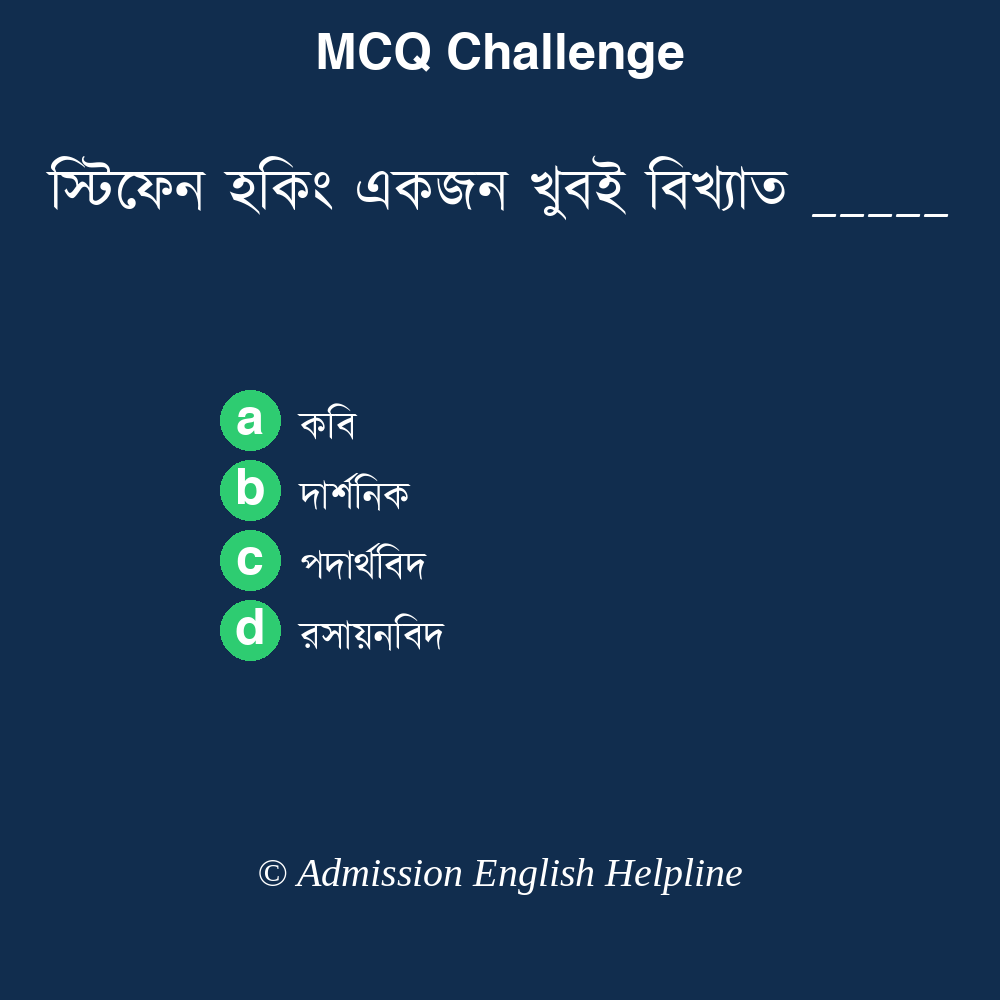 MCQ Challenge
স্টিফেন হকিং একজন খুবই বিখ্যাত _____
a কবি
b দার্শনিক
c পদার্থবিদ
d রসায়নবিদ
© Admission English Helpline